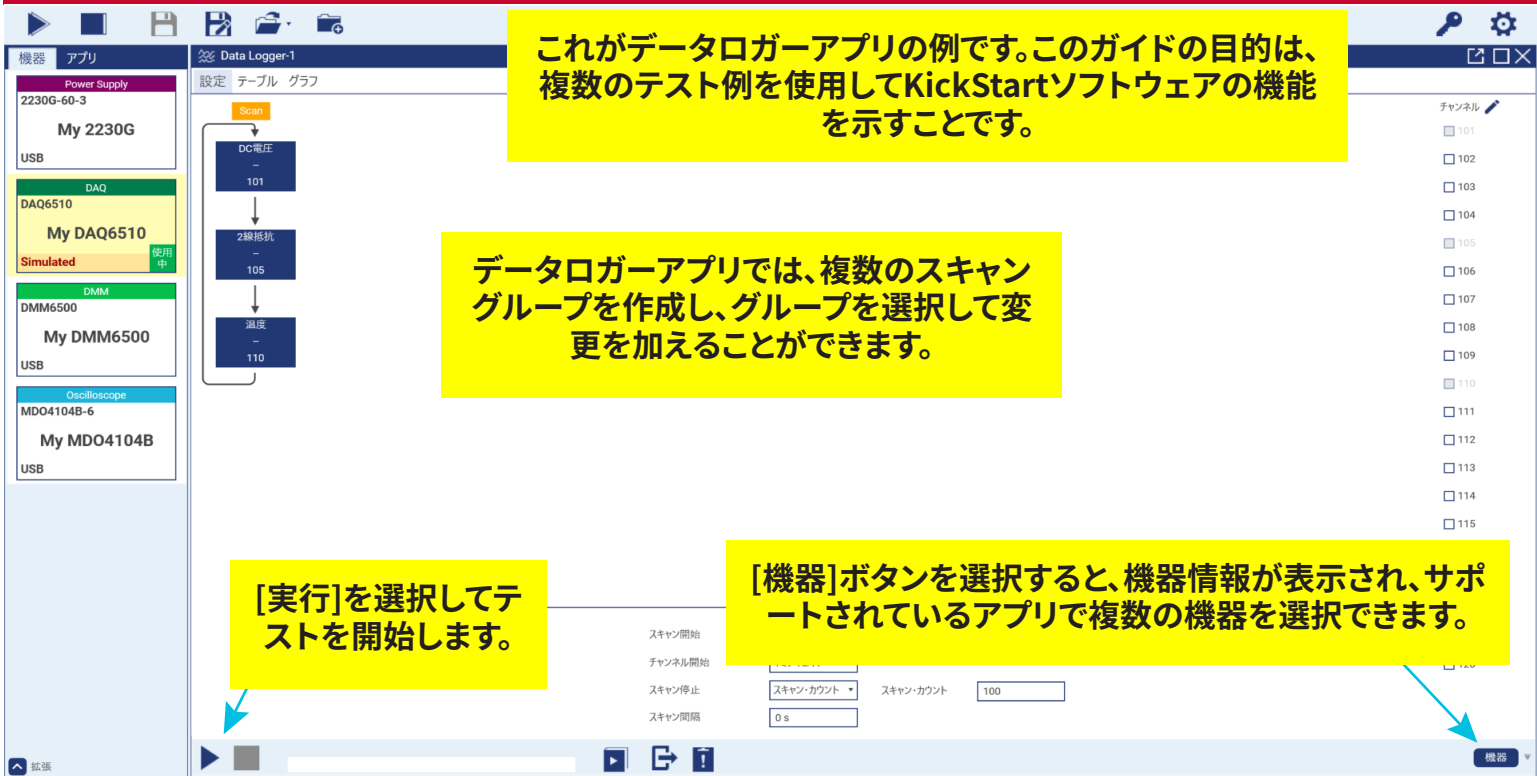 これがデータロガーアプリの例です。このガイドの目的は、
複数のテスト例を使用してKickStartソフトウェアの機能
を示すことです。
機器
アプリ
Data Logger-1
設定
テーブル
グラフ
Power Supply
2230G-60-3
My 2230G
USB
DAQ
DAQ6510
My DAQ6510
Simulated
使用
中
DMM
DMM6500
My DMM6500
USB
Oscilloscope
MDO4104B-6
My MDO4104B
USB
Scan
DC電圧
–
101
2線抵抗
–
105
温度
–
110
データロガーアプリでは、複数のスキャン
グループを作成し、グループを選択して変
更を加えることができます。
チャンネル
101
102
103
104
105
106
107
108
109
110
111
112
113
114
115
[実行]を選択してテ
ストを開始します。
[機器]ボタンを選択すると、機器情報が表示され、サポ
ートされているアプリで複数の機器を選択できます。
スキャン開始
チャンネル開始
スキャン停止
スキャン・カウント
スキャン・カウント
100
スキャン間隔
0 s
拡張
機器